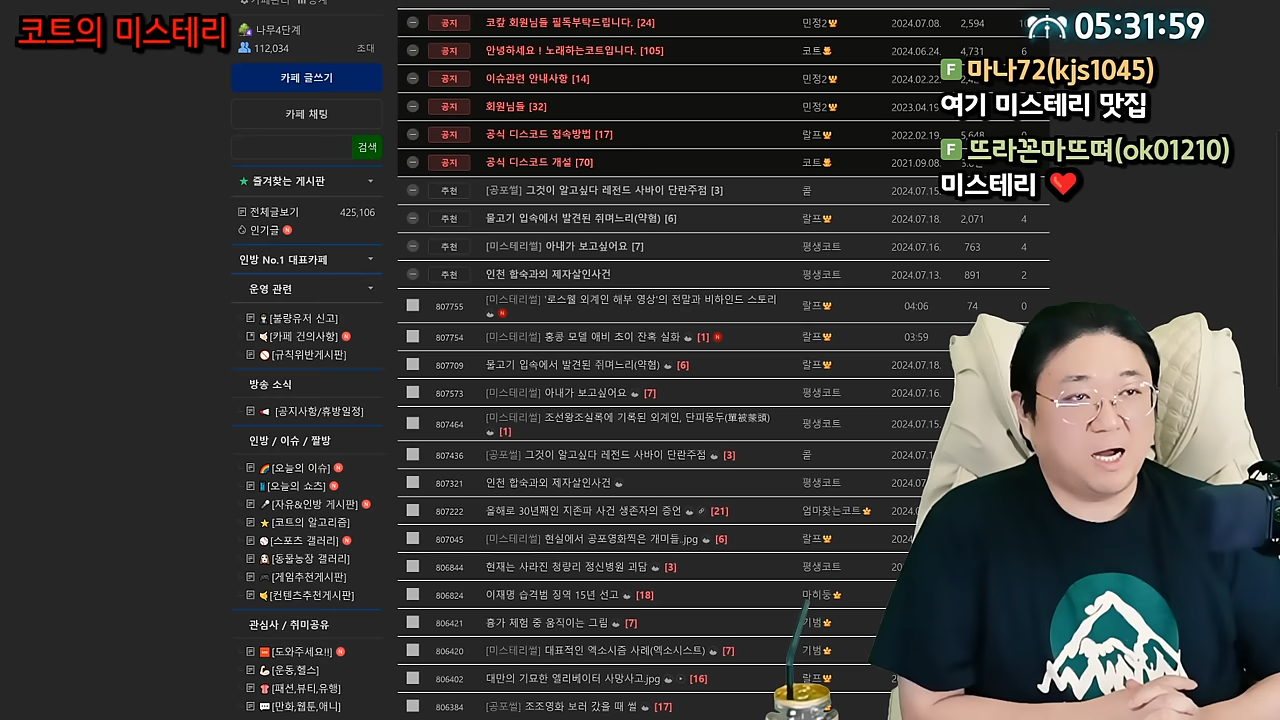 코트의 미스테리
05:31:59
마나72(kjs1045)
여기 미스테리 맛집
뜨라꼰마뜨뗘(ok01210)
미스테리 ❤️
나무4단계
112,034 초대
카페 글쓰기
카페 채팅
검색
★ 즐겨찾는 게시판
전체글보기 425,106
인기글
인방 No.1 대표카페
운영 관련
[불량유저 신고]
[카페 건의사항]
[규칙위반게시판]
방송 소식
[공지사항/휴방일정]
인방 / 이슈 / 짤방
[오늘의 이슈]
[오늘의 쇼츠]
[자유&인방 게시판]
[코트의 알고리즘]
[스포츠 갤러리]
[동물농장 갤러리]
[게임추천게시판]
[컨텐츠추천게시판]
관심사 / 취미공유
[도와주세요!!]
[운동,헬스]
[패션,뷰티,유행]
[만화,웹툰,애니]
공지 코칼 회원님들 필독부탁드립니다. [24] 민정2 2024.07.08. 2,594
공지 안녕하세요 ! 노래하는코트입니다. [105] 코트 2024.06.24. 4,731 6
공지 이슈관련 안내사항 [14] 민정2 2024.02.22.
공지 회원님들 [32] 민정2 2023.04.19
공지 공식 디스코드 접속방법 [17] 랄프 2022.02.19 5,648 0
공지 공식 디스코드 개설 [70] 코트 2021.09.08
추천 [공포썰] 그것이 알고싶다 레전드 사바이 단란주점 [3] 콛 2024.07.15
추천 물고기 입속에서 발견된 쥐며느리(약혐) [6] 랄프 2024.07.18. 2,071 4
추천 [미스테리썰] 아내가 보고싶어요 [7] 평생코트 2024.07.16. 763 4
추천 인천 합숙과외 제자살인사건 평생코트 2024.07.13. 891 2
807755 [미스테리썰] '로스웰 외계인 해부 영상'의 전말과 비하인드 스토리 랄프 04:06 74 0
807754 [미스테리썰] 홍콩 모델 애비 초이 잔혹 실화 [1] 랄프 03:59
807709 물고기 입속에서 발견된 쥐며느리(약혐) [6] 랄프 2024.07.18.
807573 [미스테리썰] 아내가 보고싶어요 [7] 평생코트 2024.07.16.
807464 [미스테리썰] 조선왕조실록에 기록된 외계인, 단피몽두(單被蒙頭) [1] 평생코트 2024.07.15.
807436 [공포썰] 그것이 알고싶다 레전드 사바이 단란주점 [3] 콛
807321 인천 합숙과외 제자살인사건 평생코트
807222 올해로 30년째인 지존파 사건 생존자의 증언 [21] 엄마찾는코트
807045 [미스테리썰] 현실에서 공포영화찍은 개미들.jpg [6] 랄프
806844 현재는 사라진 청량리 정신병원 괴담 [3] 평생코트
806824 이재명 습격범 징역 15년 선고 [18] 마히둥
806421 흉가 체험 중 움직이는 그림 [7] 기범
806420 [미스테리썰] 대표적인 엑소시즘 사례(엑소시스트) [7] 기범
806402 대만의 기묘한 엘리베이터 사망사고.jpg [16] 랄프
806384 [공포썰] 조조영화 보러 갔을 때 썰 [17]